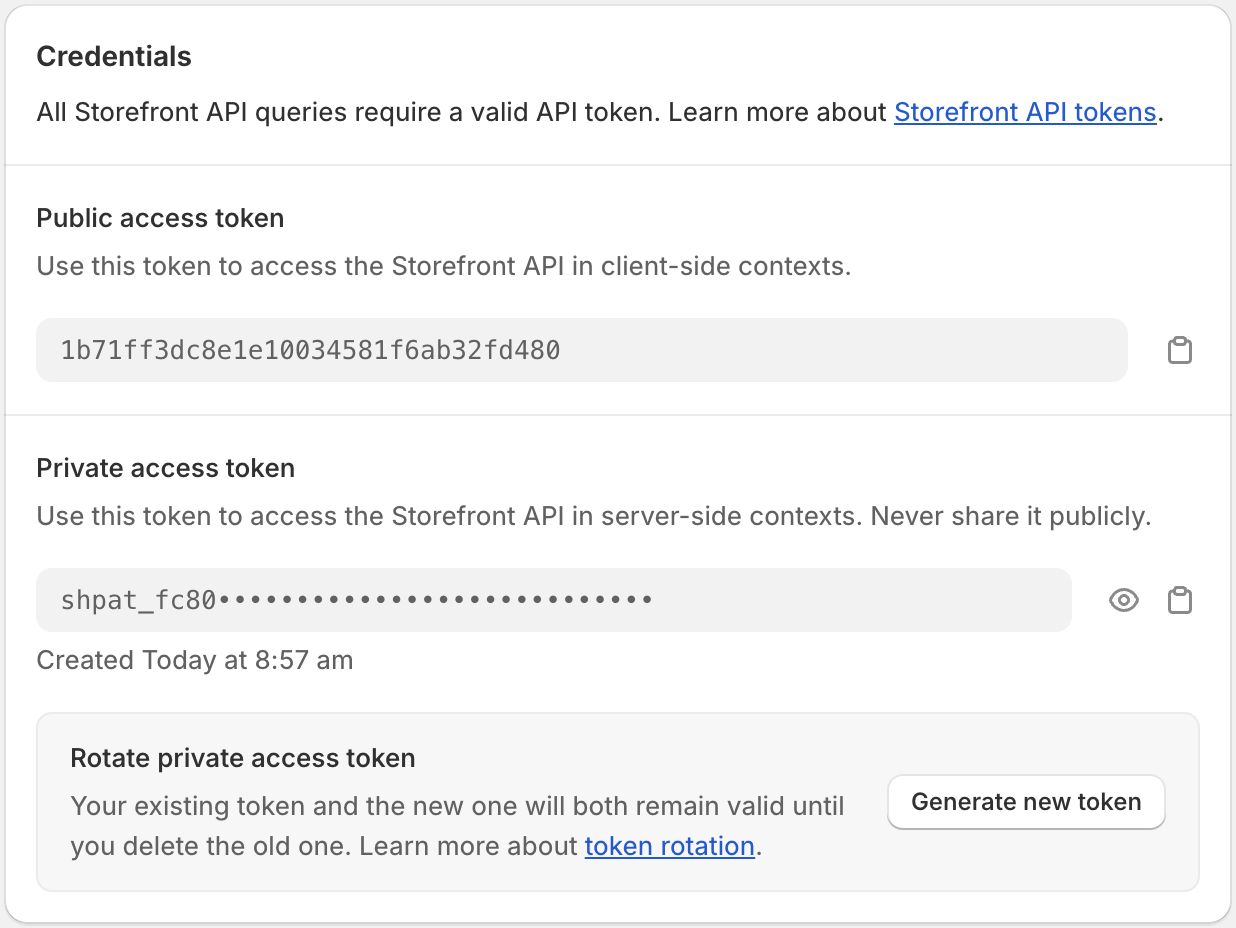 Credentials
All Storefront API queries require a valid API token. Learn more about Storefront API tokens.
Public access token
Use this token to access the Storefront API in client-side contexts.
1b71ff3dc8e1e10034581f6ab32fd480
Private access token
Use this token to access the Storefront API in server-side contexts. Never share it publicly.
shpat_fc80••••••••••••••••••••••••••••
Created Today at 8:57 am
Rotate private access token
Your existing token and the new one will both remain valid until
you delete the old one. Learn more about token rotation.
Generate new token